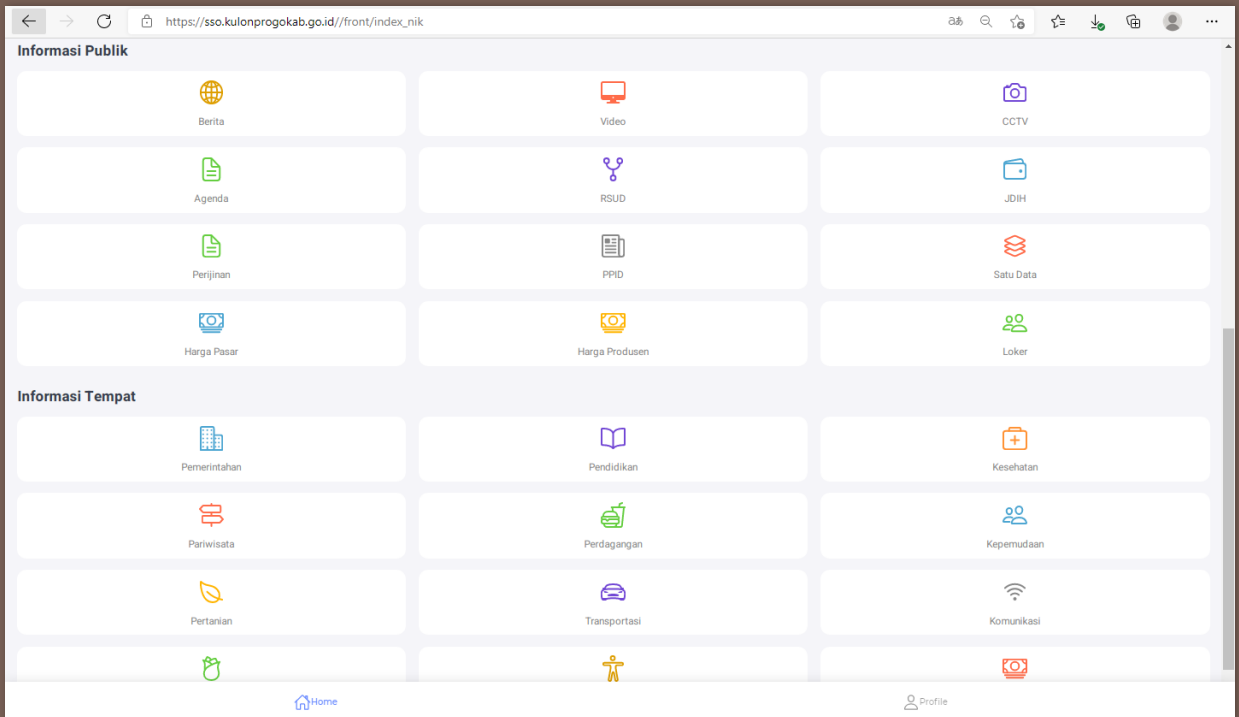 https://sso.kulonprogokab.go.id//front/index_nik
Informasi Publik
Berita
Video
CCTV
Agenda
RSUD
JDIH
Perijinan
PPID
Satu Data
Harga Pasar
Harga Produsen
Loker
Informasi Tempat
Pemerintahan
Pendidikan
Kesehatan
Pariwisata
Perdagangan
Kepemudaan
Pertanian
Transportasi
Komunikasi
Home
Profile